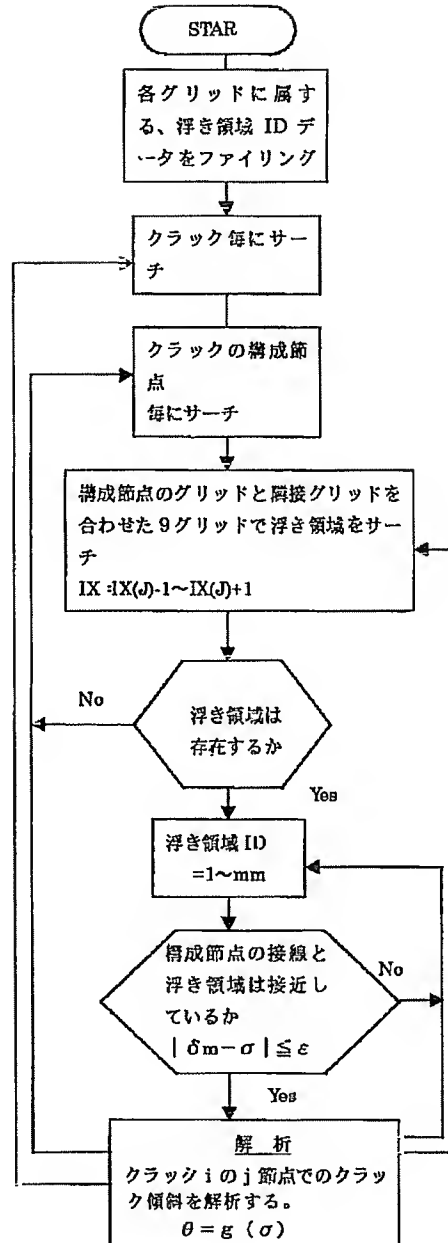 STAR
各グリッドに属す
る、浮き領域 ID デ
ータをファイリング
クラック毎にサー
チ
クラックの構成節
点
毎にサーチ
構成節点のグリッドと隣接グリッドを
合わせた9グリッドで浮き領域をサー
チ
IX :IX(J)-1～IX(J)+1
No
浮き領域は
存在するか
Yes
浮き領域 ID
=1～mm
構成節点の接線と
浮き領域は接近し
ているか
| δm－σ | ≦ ε
No
Yes
解 析
クラック i の j 節点でのクラッ
ク傾斜を解析する。
θ = g (σ)